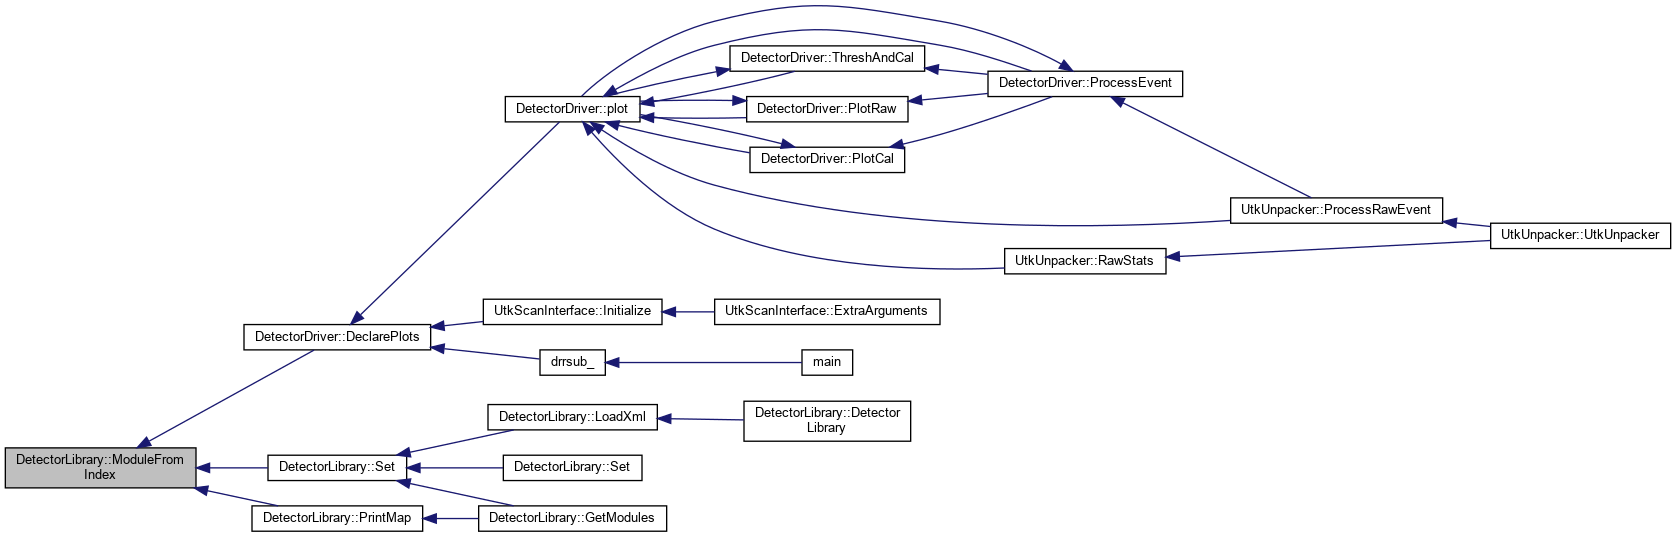 DetectorDriver::ThreshAndCal
DetectorDriver::ProcessEvent
DetectorDriver::plot
DetectorDriver::PlotRaw
DetectorDriver::PlotCal
UtkUnpacker::ProcessRawEvent
UtkUnpacker::UtkUnpacker
UtkUnpacker::RawStats
UtkScanInterface::Initialize
UtkScanInterface::ExtraArguments
DetectorDriver::DeclarePlots
drrsub_
main
DetectorLibrary::LoadXml
DetectorLibrary::Detector
Library
DetectorLibrary::ModuleFrom
Index
DetectorLibrary::Set
DetectorLibrary::Set
DetectorLibrary::PrintMap
DetectorLibrary::GetModules